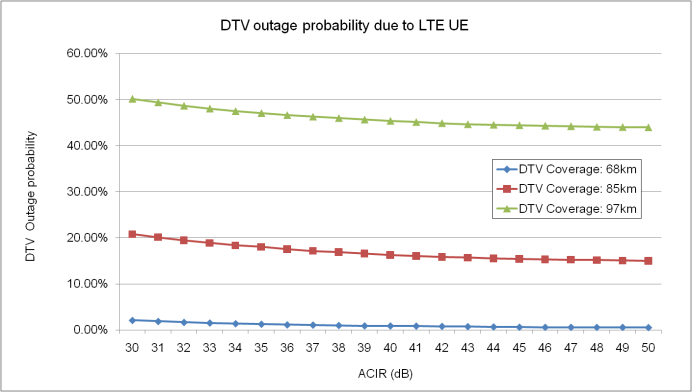 DTV outage probability due to LTE UE
60.00%
50.00%
40.00%
30.00%
20.00%
10.00%
0.00%
DTV Outage probability
DTV Coverage: 68km
DTV Coverage: 85km
DTV Coverage: 97km
30 31 32 33 34 35 36 37 38 39 40 41 42 43 44 45 46 47 48 49 50
ACIR (dB)